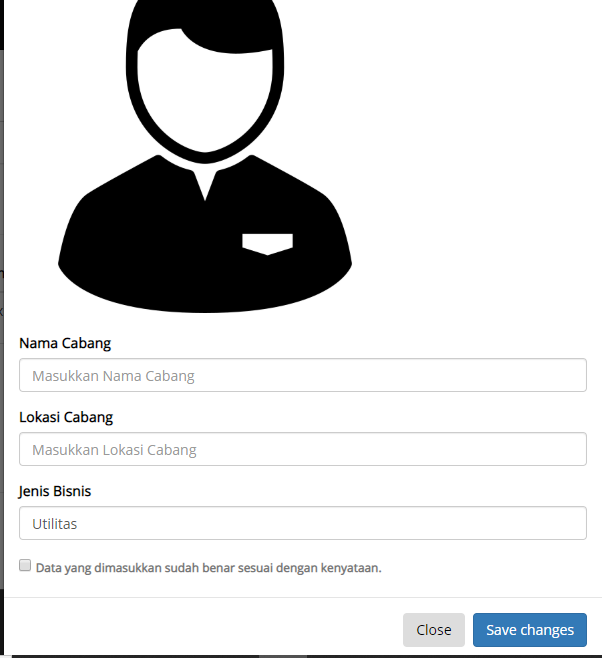 Nama Cabang
Masukkan Nama Cabang
Lokasi Cabang
Masukkan Lokasi Cabang
Jenis Bisnis
Utilitas
Data yang dimasukkan sudah benar sesuai dengan kenyataan.
Close Save changes